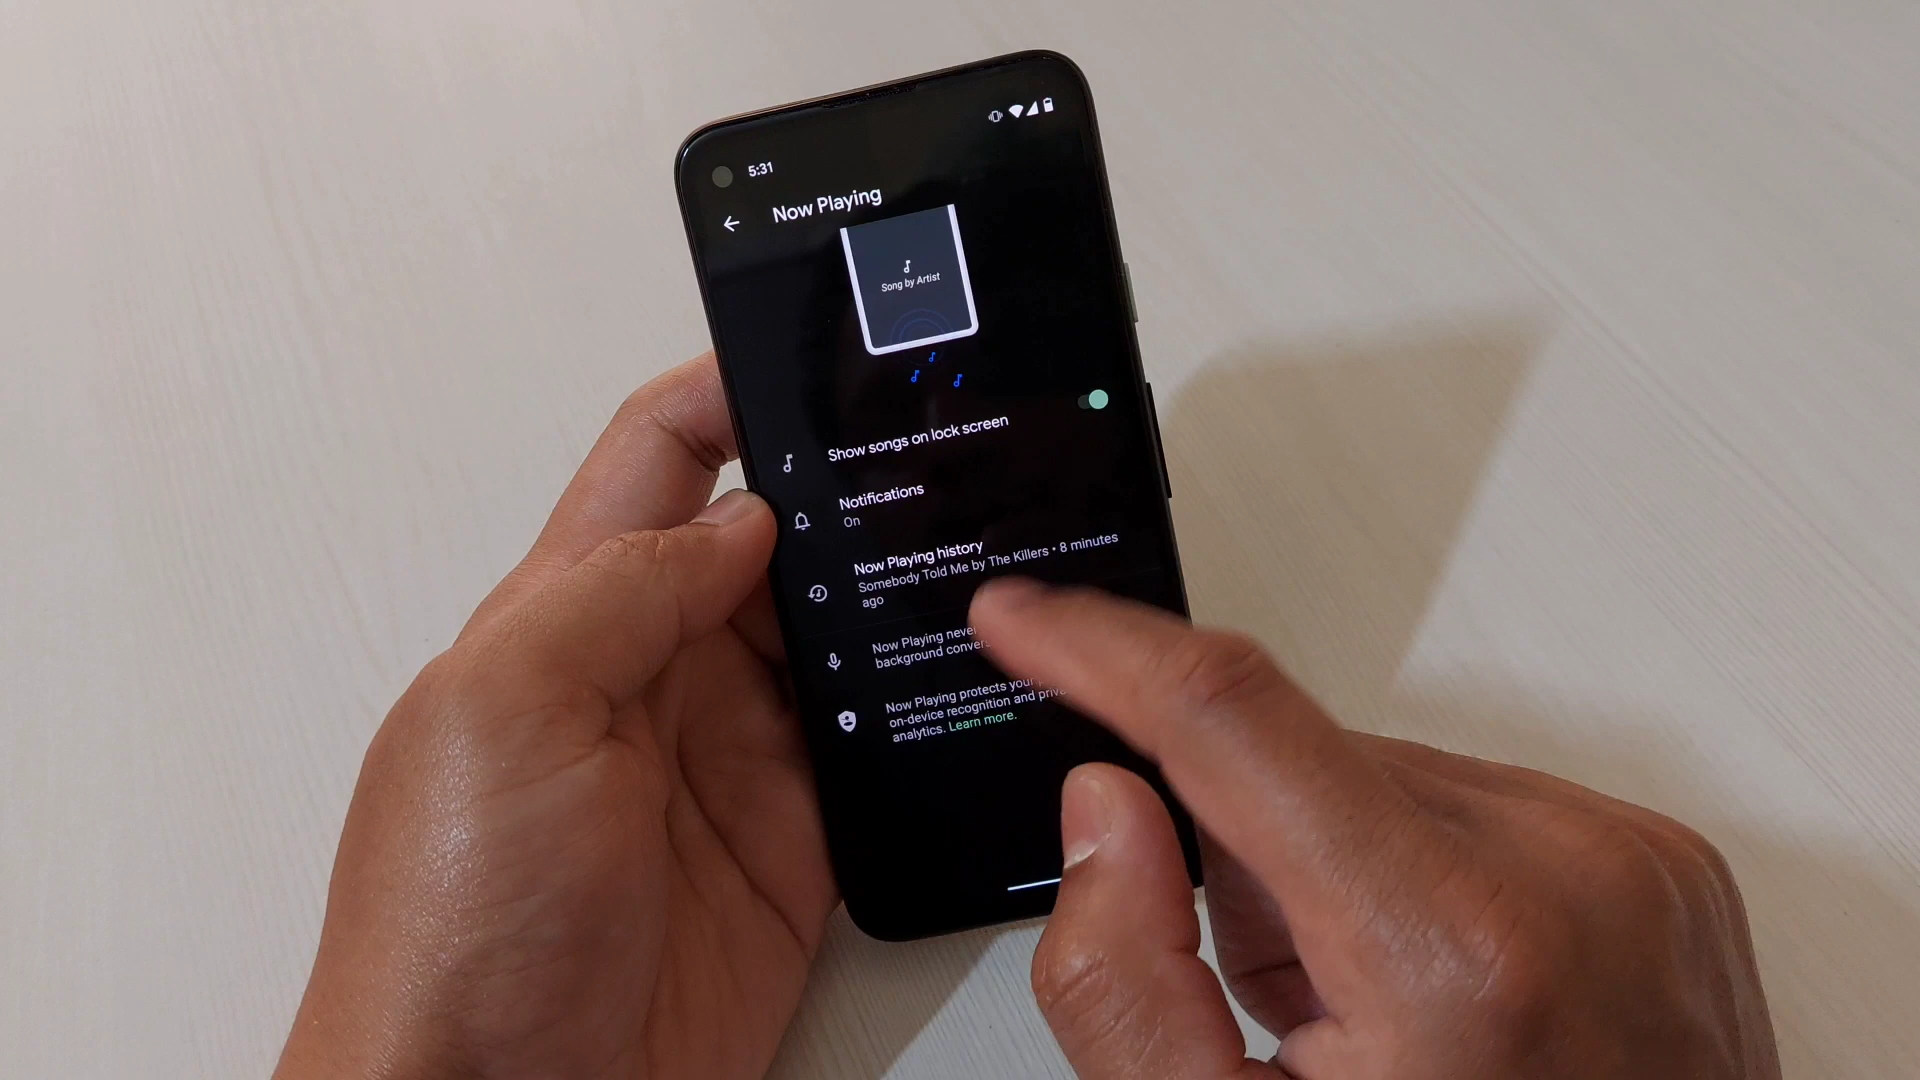 5:31
Now Playing
Song by Artist
Show songs on lock screen
Notifications
On
Now Playing history
Somebody Told Me by The Killers • 8 minutes
ago
Now Playing never
background
Now Playing protects your
on-device recognition and
analytics. Learn more.